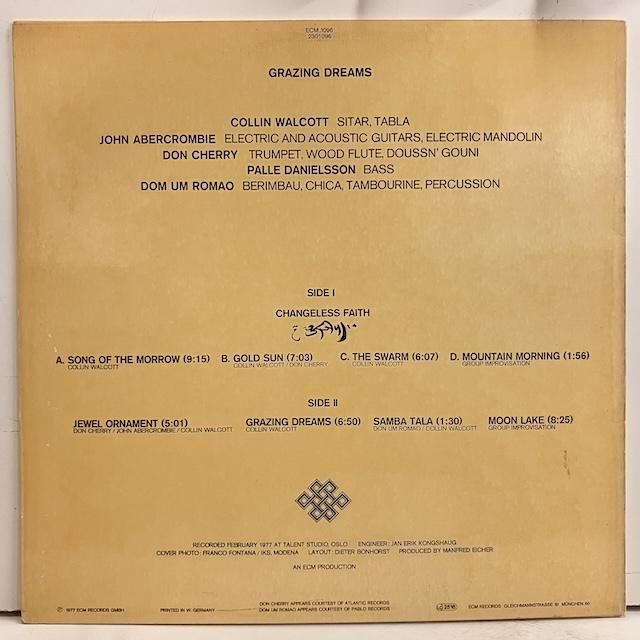 ECM 1096
2301096
GRAZING DREAMS
COLLIN WALCOTT SITAR, TABLA
JOHN ABERCROMBIE ELECTRIC AND ACOUSTIC GUITARS, ELECTRIC MANDOLIN
DON CHERRY TRUMPET, WOOD FLUTE, DOUSSN' GOUNI
PALLE DANIELSSON BASS
DOM UM ROMAO BERIMBAU, CHICA, TAMBOURINE, PERCUSSION
SIDE I
CHANGELESS FAITH
A. SONG OF THE MORROW (9:15) B. GOLD SUN (7:03) C. THE SWARM (6:07) D. MOUNTAIN MORNING (1:56)
COLLIN WALCOTT COLLIN WALCOTT / DON CHERRY COLLIN WALCOTT GROUP IMPROVISATION
SIDE II
JEWEL ORNAMENT (5:01) GRAZING DREAMS (6:50) SAMBA TALA (1:30) MOON LAKE (8:25)
DON CHERRY / JOHN ABERCROMBIE / COLLIN WALCOTT COLLIN WALCOTT DOM UM ROMAO / COLLIN WALCOTT GROUP IMPROVISATION
RECORDED FEBRUARY 1977 AT TALENT STUDIO, OSLO ENGINEER: JAN ERIK KONGSHAUG
COVER PHOTO: FRANCO FONTANA / IKS, MODENA LAYOUT: DIETER BONHORST PRODUCED BY MANFRED EICHER
AN ECM PRODUCTION
DON CHERRY APPEARS COURTESY OF ATLANTIC RECORDS
℗ 1977 ECM RECORDS GMBH PRINTED IN W. GERMANY DOM UM ROMAO APPEARS COURTESY OF PABLO RECORDS ECM RECORDS GLEICHMANNSTRASSE 10 MÜNCHEN 60